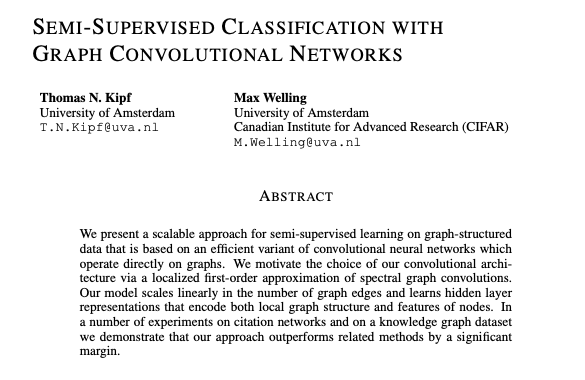 SEMI-SUPERVISED CLASSIFICATION WITH
GRAPH CONVOLUTIONAL NETWORKS
Thomas N. Kipf
University of Amsterdam
T.N.Kipf@uva.nl
Max Welling
University of Amsterdam
Canadian Institute for Advanced Research (CIFAR)
M.Welling@uva.nl
ABSTRACT
We present a scalable approach for semi-supervised learning on graph-structured
data that is based on an efficient variant of convolutional neural networks which
operate directly on graphs. We motivate the choice of our convolutional archi-
tecture via a localized first-order approximation of spectral graph convolutions.
Our model scales linearly in the number of graph edges and learns hidden layer
representations that encode both local graph structure and features of nodes. In
a number of experiments on citation networks and on a knowledge graph dataset
we demonstrate that our approach outperforms related methods by a significant
margin.